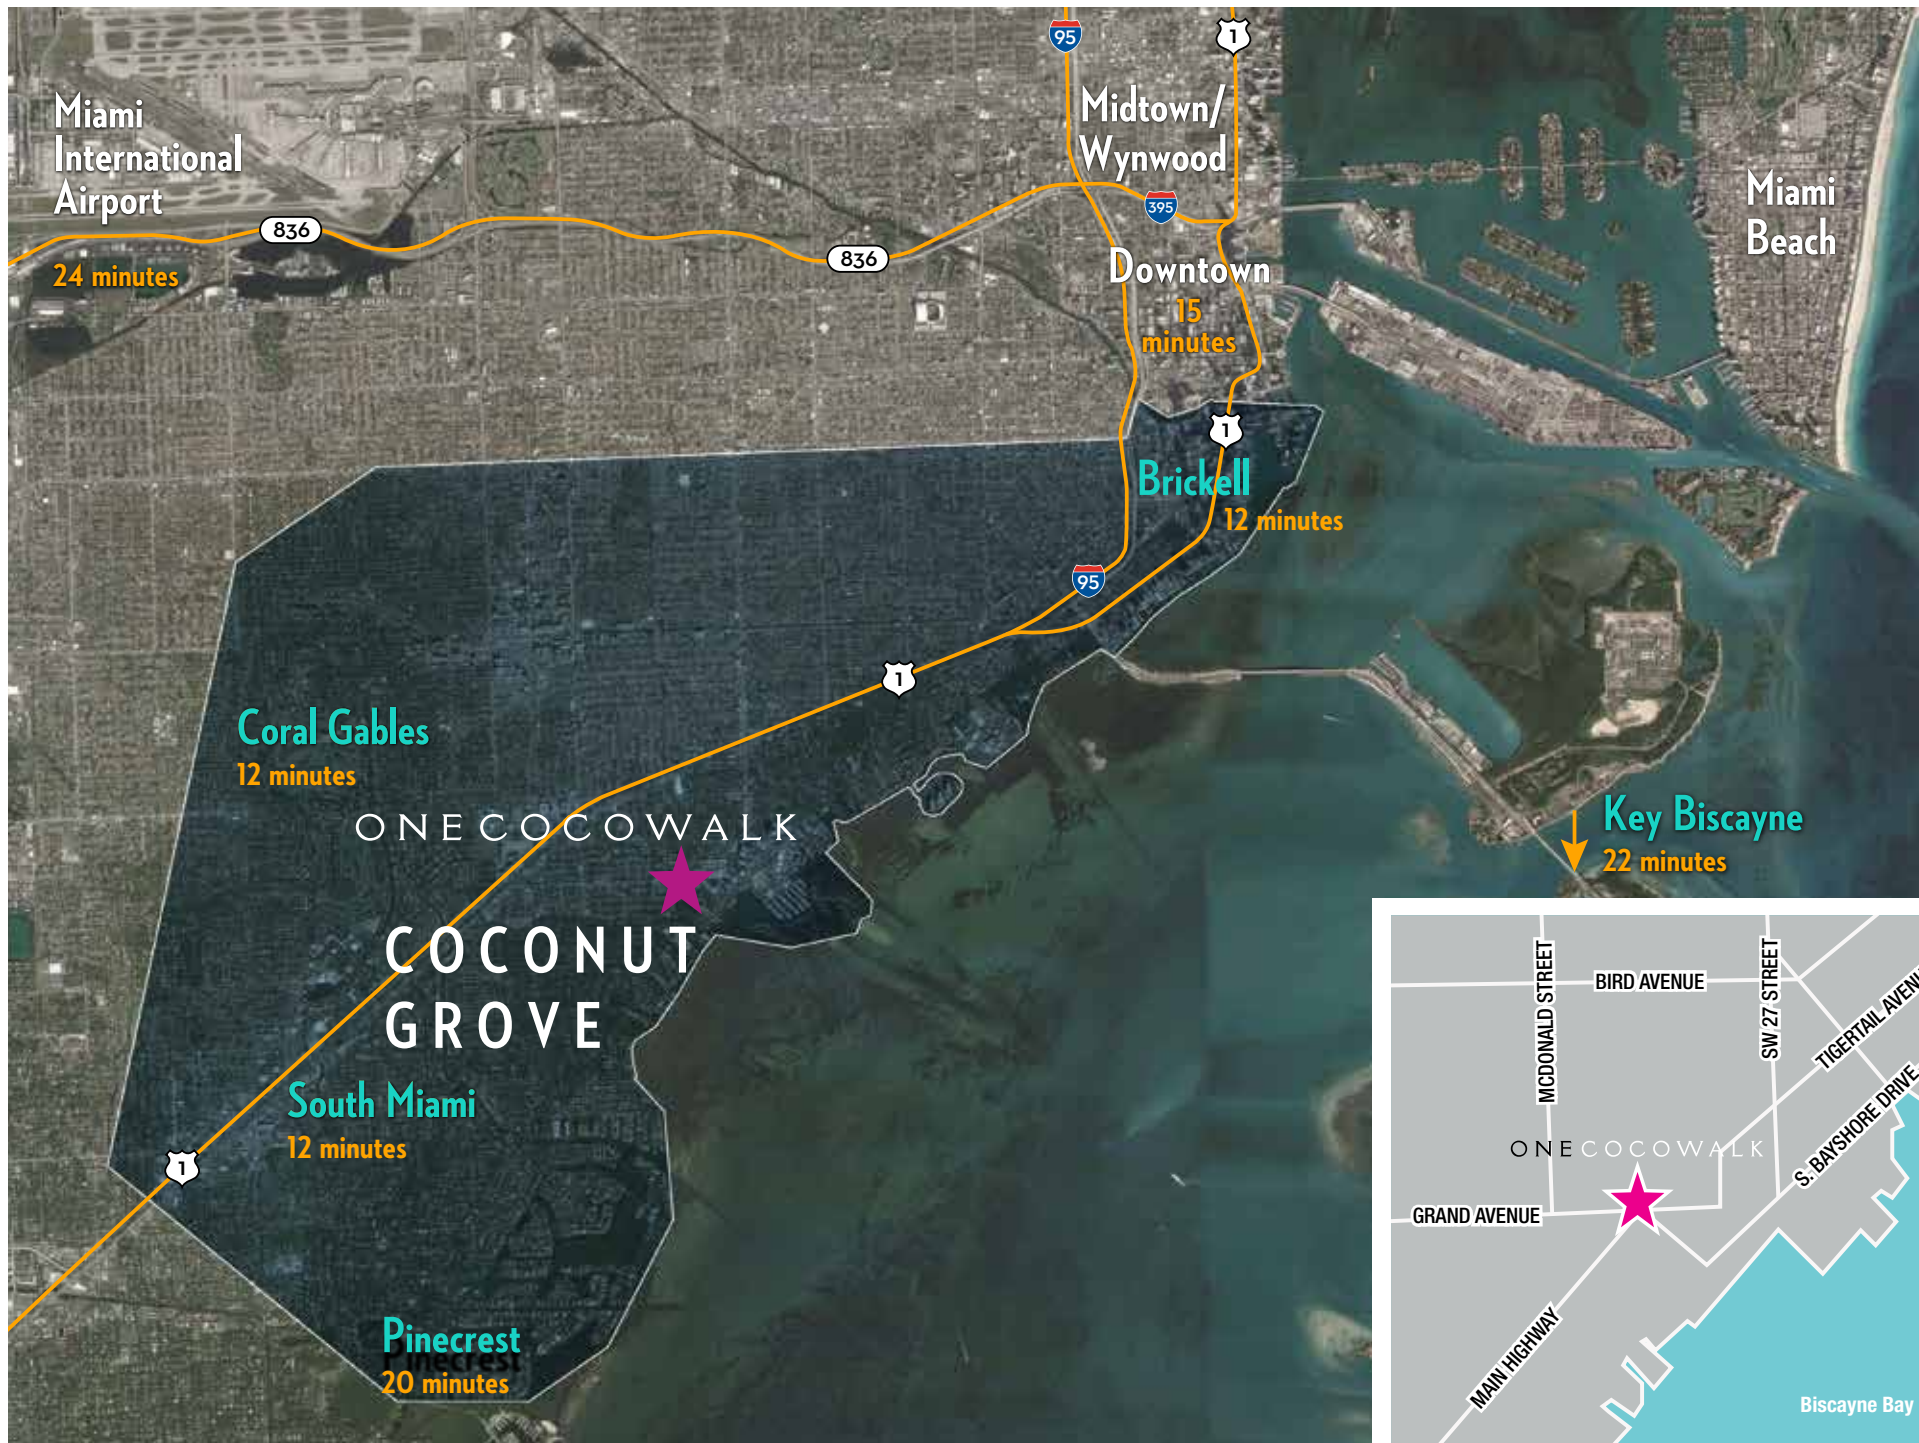 95
1
Midtown/
Wynwood
Miami
International
Airport
836
24 minutes
836
395
Miami
Beach
Downtown
15
minutes
1
Brickell
12 minutes
95
1
Coral Gables
12 minutes
ONE COCOWALK
COCONUT
GROVE
Key Biscayne
22 minutes
South Miami
12 minutes
1
Pinecrest
Pinecrest
20 minutes
MCDONALD STREET
BIRD AVENUE
SW 27 STREET
TIGERTAIL AVENU
S. BAYSHORE DRIVE
ONE COCOWALK
GRAND AVENUE
MAIN HIGHWAY
Biscayne Bay